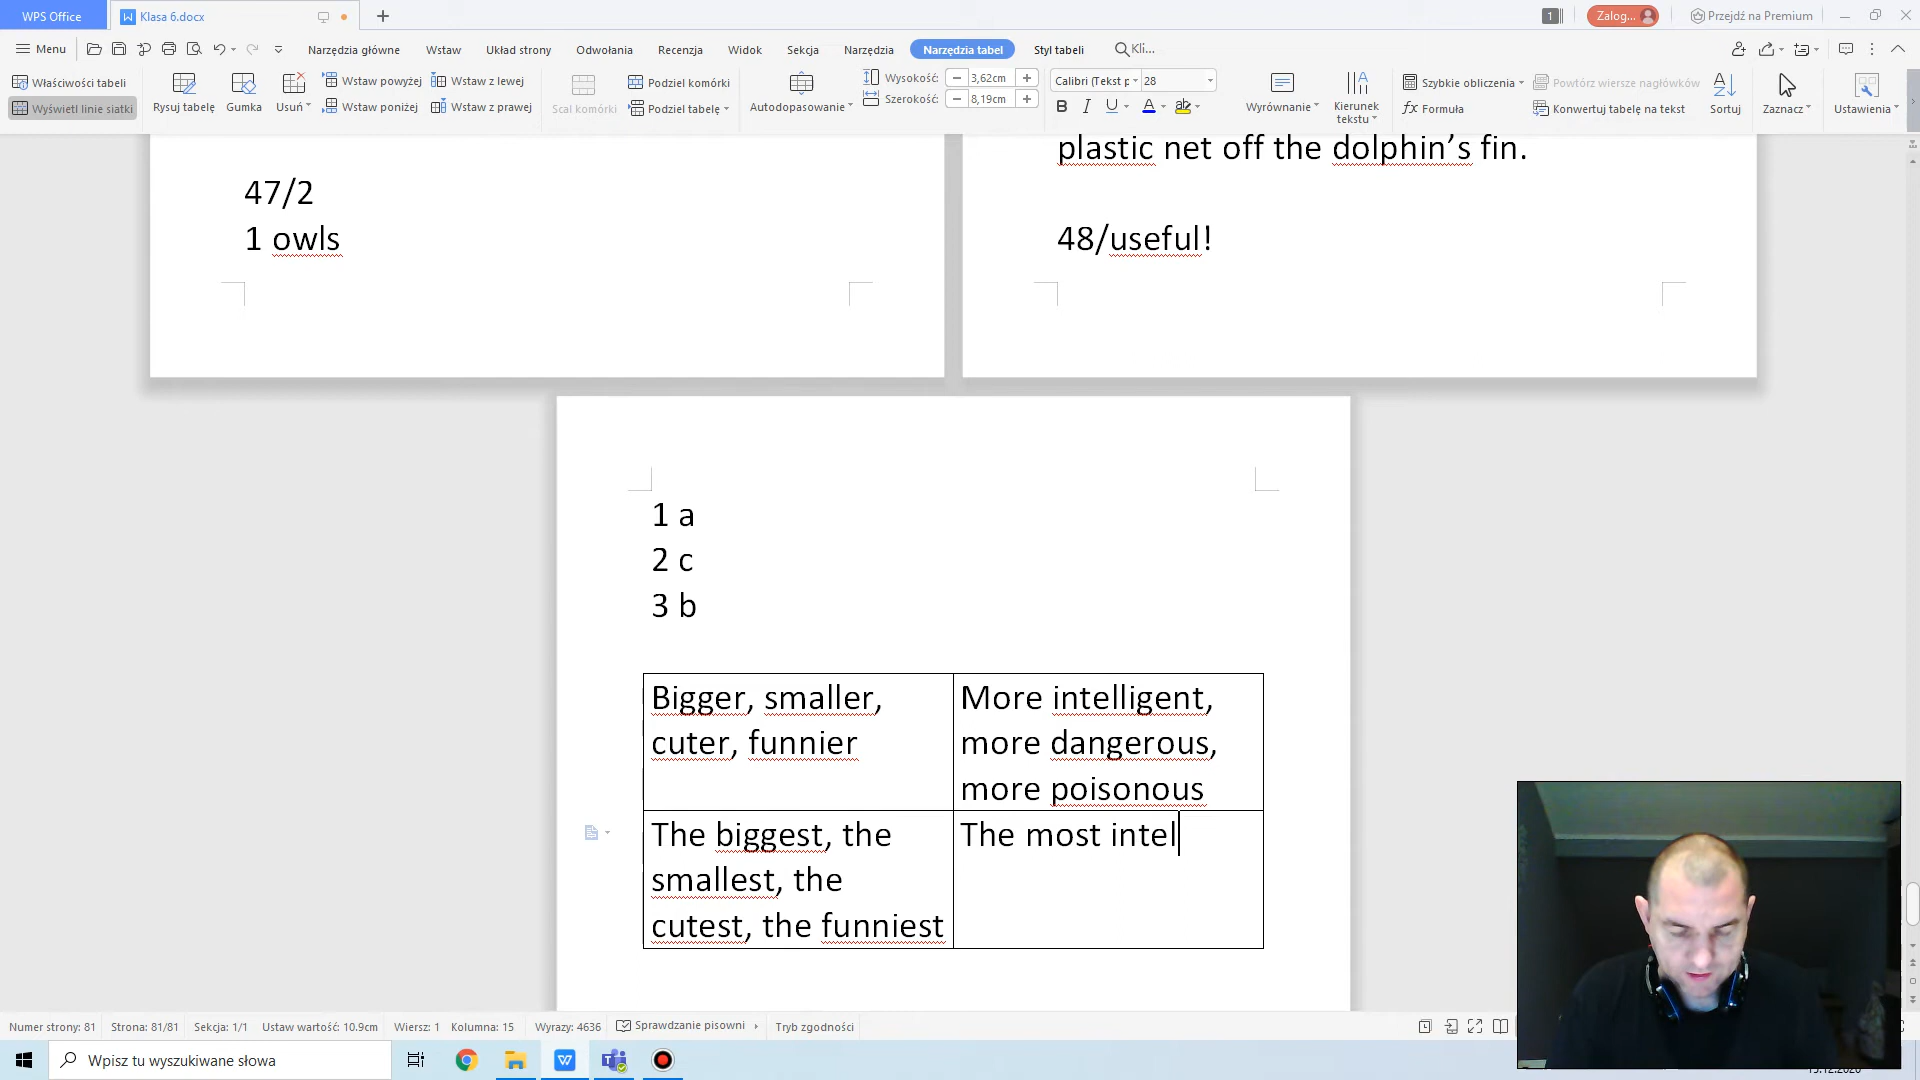 WPS Office
Klasa 6.docx
1
Zalog...
Przejdź na Premium
Menu
Narzędzia główne
Wstaw
Układ strony
Odwołania
Recenzja
Widok
Sekcja
Narzędzia
Narzędzia tabel
Styl tabeli
Kli...
Właściwości tabeli
Wyświetl linie siatki
Rysuj tabelę
Gumka
Usuń
Wstaw powyżej
Wstaw poniżej
Wstaw z lewej
Wstaw z prawej
Scal komórki
Podziel komórki
Podziel tabelę
Autodopasowanie
Wysokość: 3,62cm
Szerokość: 8,19cm
Calibri (Tekst p
28
B I U A ab
Wyrównanie
Kierunek
tekstu
Szybkie obliczenia
fx Formuła
Powtórz wiersze nagłówków
Konwertuj tabelę na tekst
Sortuj
Zaznacz
Ustawienia
47/2
1 owls
plastic net off the dolphin’s fin.
48/useful!
1 a
2 c
3 b
Bigger, smaller,
cuter, funnier
More intelligent,
more dangerous,
more poisonous
The biggest, the
smallest, the
cutest, the funniest
The most intel
Numer strony: 81
Strona: 81/81
Sekcja: 1/1
Ustaw wartość: 10.9cm
Wiersz: 1
Kolumna: 15
Wyrazy: 4636
Sprawdzanie pisowni
Tryb zgodności
Wpisz tu wyszukiwane słowa